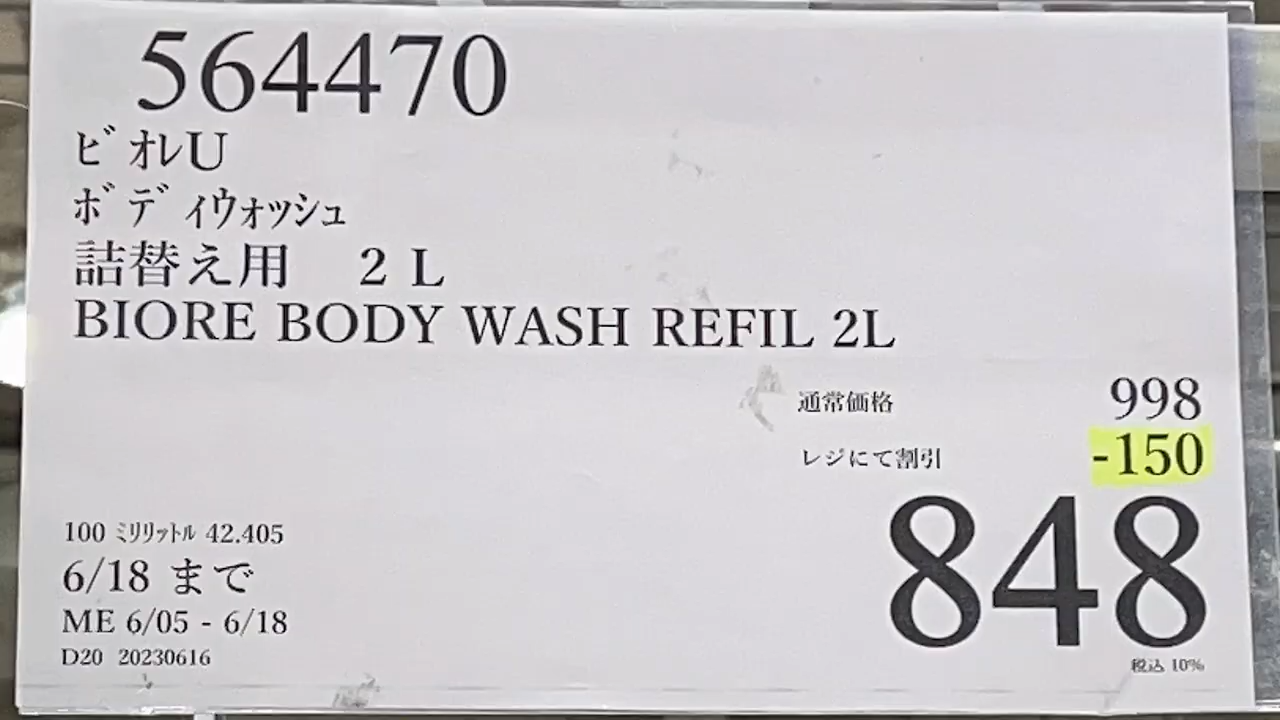 564470
ﾋﾞｵﾚU
ﾎﾞﾃﾞｨｳｫｯｼｭ
詰替え用　２Ｌ
BIORE BODY WASH REFIL 2L
通常価格 998
レジにて割引 -150
848
税込 10%
100 ﾐﾘﾘｯﾄﾙ 42.405
6/18 まで
ME 6/05 - 6/18
D20 20230616